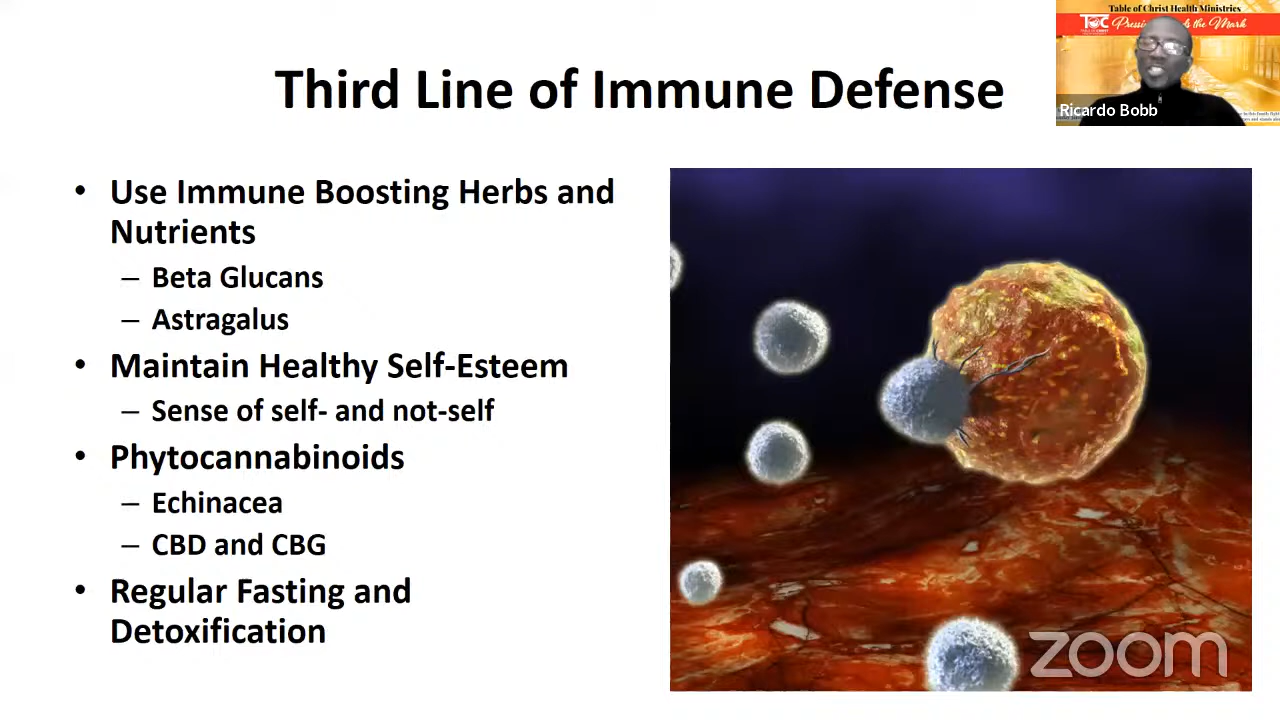 Table of Christ Health Ministries
TOC
Ricardo Bobb
Third Line of Immune Defense
• Use Immune Boosting Herbs and
Nutrients
– Beta Glucans
– Astragalus
• Maintain Healthy Self-Esteem
– Sense of self- and not-self
• Phytocannabinoids
– Echinacea
– CBD and CBG
• Regular Fasting and
Detoxification
zoom